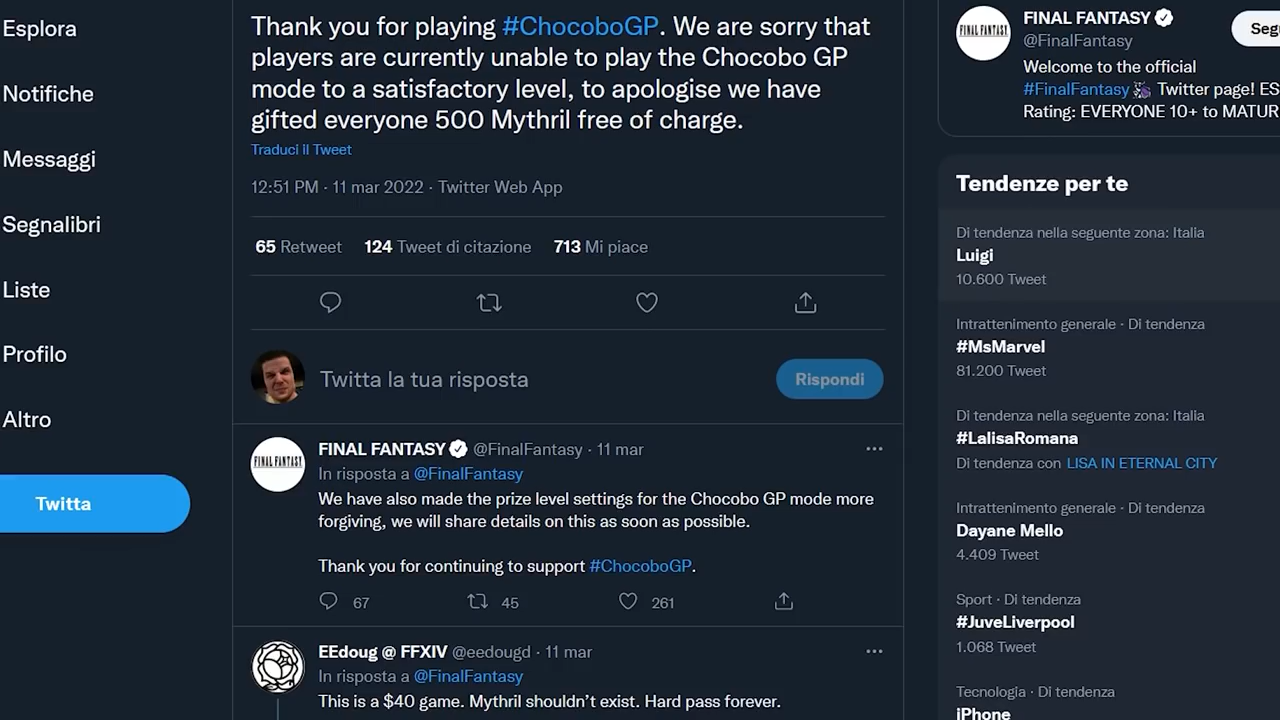 Esplora
Notifiche
Messaggi
Segnalibri
Liste
Profilo
Altro
Twitta
Thank you for playing #ChocoboGP. We are sorry that
players are currently unable to play the Chocobo GP
mode to a satisfactory level, to apologise we have
gifted everyone 500 Mythril free of charge.
Traduci il Tweet
12:51 PM · 11 mar 2022 · Twitter Web App
65 Retweet 124 Tweet di citazione 713 Mi piace
Twitta la tua risposta
Rispondi
FINAL FANTASY
FINAL FANTASY @FinalFantasy · 11 mar
In risposta a @FinalFantasy
We have also made the prize level settings for the Chocobo GP mode more
forgiving, we will share details on this as soon as possible.
Thank you for continuing to support #ChocoboGP.
67 45 261
EEdoug @ FFXIV @eedougd · 11 mar
In risposta a @FinalFantasy
This is a $40 game. Mythril shouldn't exist. Hard pass forever.
FINAL FANTASY
FINAL FANTASY
@FinalFantasy
Seg
Welcome to the official
#FinalFantasy Twitter page! ES
Rating: EVERYONE 10+ to MATUR
Tendenze per te
Di tendenza nella seguente zona: Italia
Luigi
10.600 Tweet
Intrattenimento generale · Di tendenza
#MsMarvel
81.200 Tweet
Di tendenza nella seguente zona: Italia
#LalisaRomana
Di tendenza con LISA IN ETERNAL CITY
Intrattenimento generale · Di tendenza
Dayane Mello
4.409 Tweet
Sport · Di tendenza
#JuveLiverpool
1.068 Tweet
Tecnologia · Di tendenza
iPhone